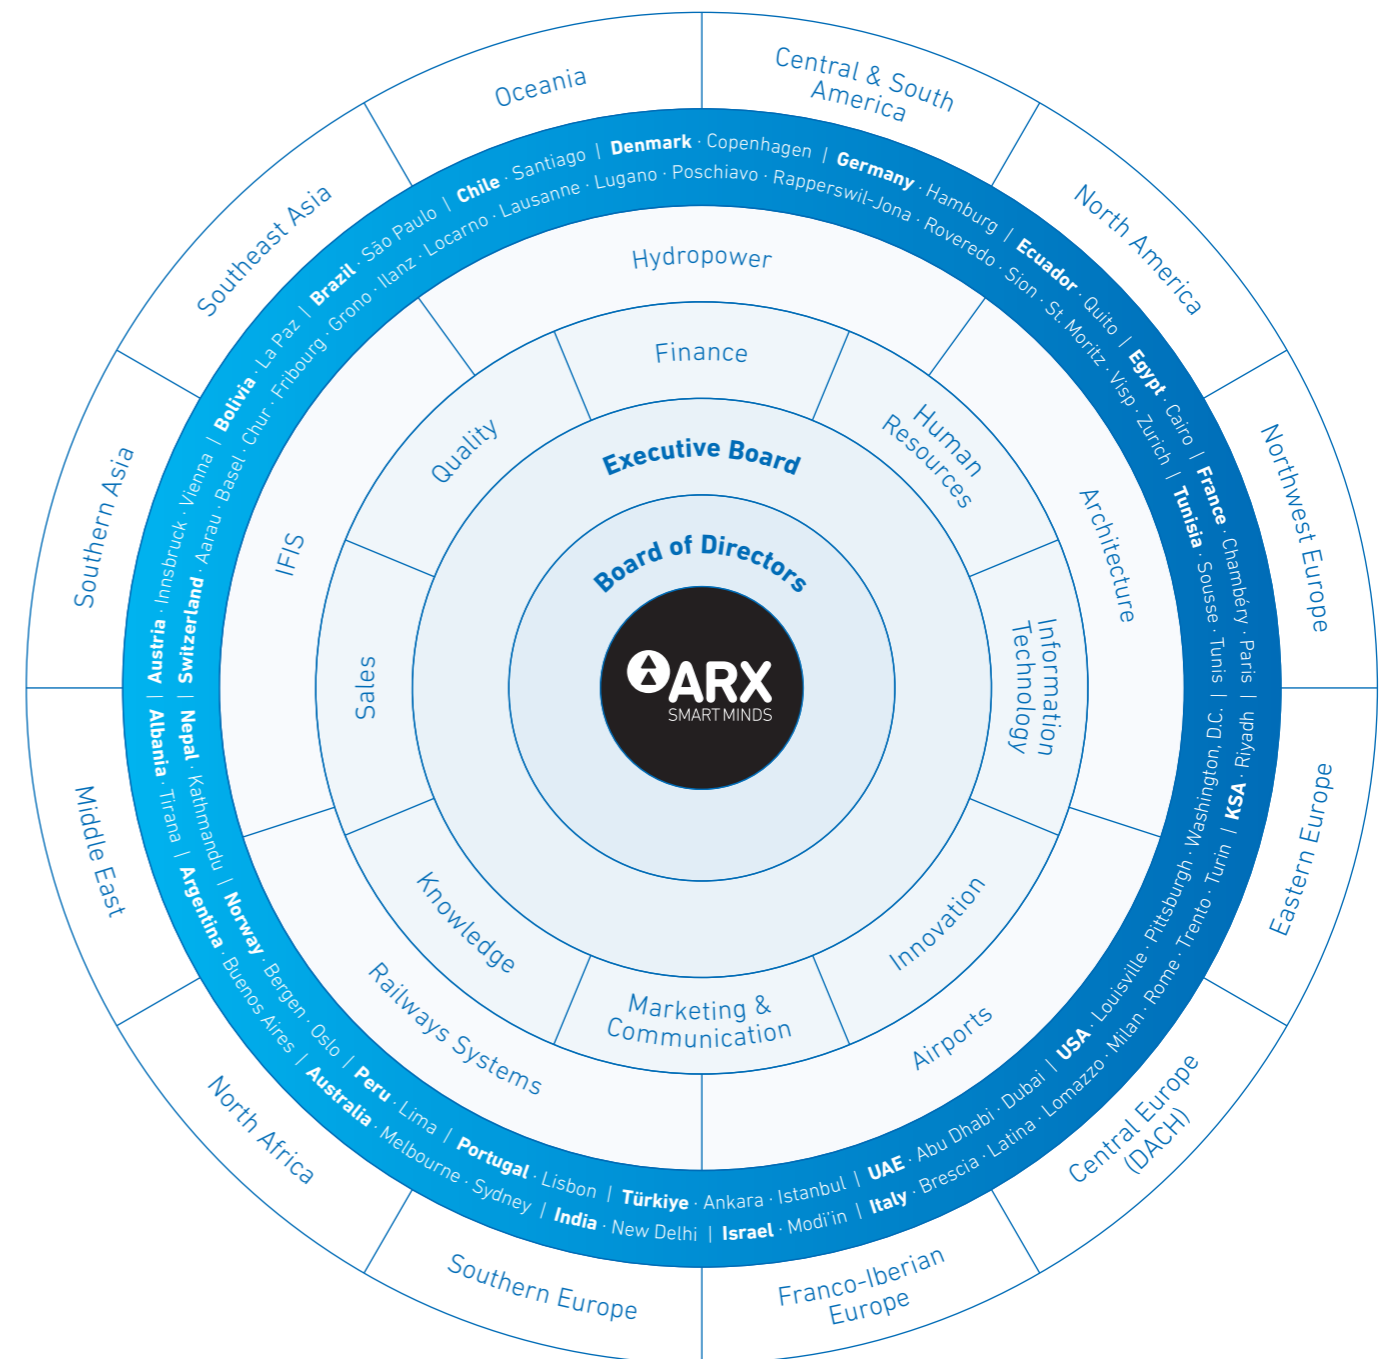 Oceania
Central & South
America
North America
Northwest Europe
Eastern Europe
Central Europe
(DACH)
Franco-Iberian
Europe
Southern Europe
North Africa
Middle East
Southern Asia
Southeast Asia
Albania · Tirana | Argentina · Buenos Aires | Australia · Melbourne · Sydney | India · New Delhi | Israel · Modi'in | Italy · Brescia · Latina · Lomazzo · Milan · Rome · Trento · Turin | KSA · Riyadh |
Austria · Innsbruck · Vienna | Bolivia · La Paz | Brazil · São Paulo | Chile · Santiago | Denmark · Copenhagen | Germany · Hamburg | Ecuador · Quito | Egypt · Cairo | France · Chambéry · Paris |
Nepal · Kathmandu | Norway · Bergen · Oslo | Peru · Lima | Portugal · Lisbon | Türkiye · Ankara · Istanbul | UAE · Abu Dhabi · Dubai | USA · Louisville · Pittsburgh · Washington, D.C. |
Switzerland · Aarau · Basel · Chur · Fribourg · Grono · Ilanz · Locarno · Lausanne · Lugano · Poschiavo · Rapperswil-Jona · Roveredo · Sion · St. Moritz · Visp · Zurich | Tunisia · Sousse · Tunis |
Hydropower
Architecture
Airports
Railways Systems
IFIS
Finance
Human
Resources
Information
Technology
Innovation
Marketing &
Communication
Knowledge
Sales
Quality
Executive Board
Board of Directors
ARX
SMART MINDS